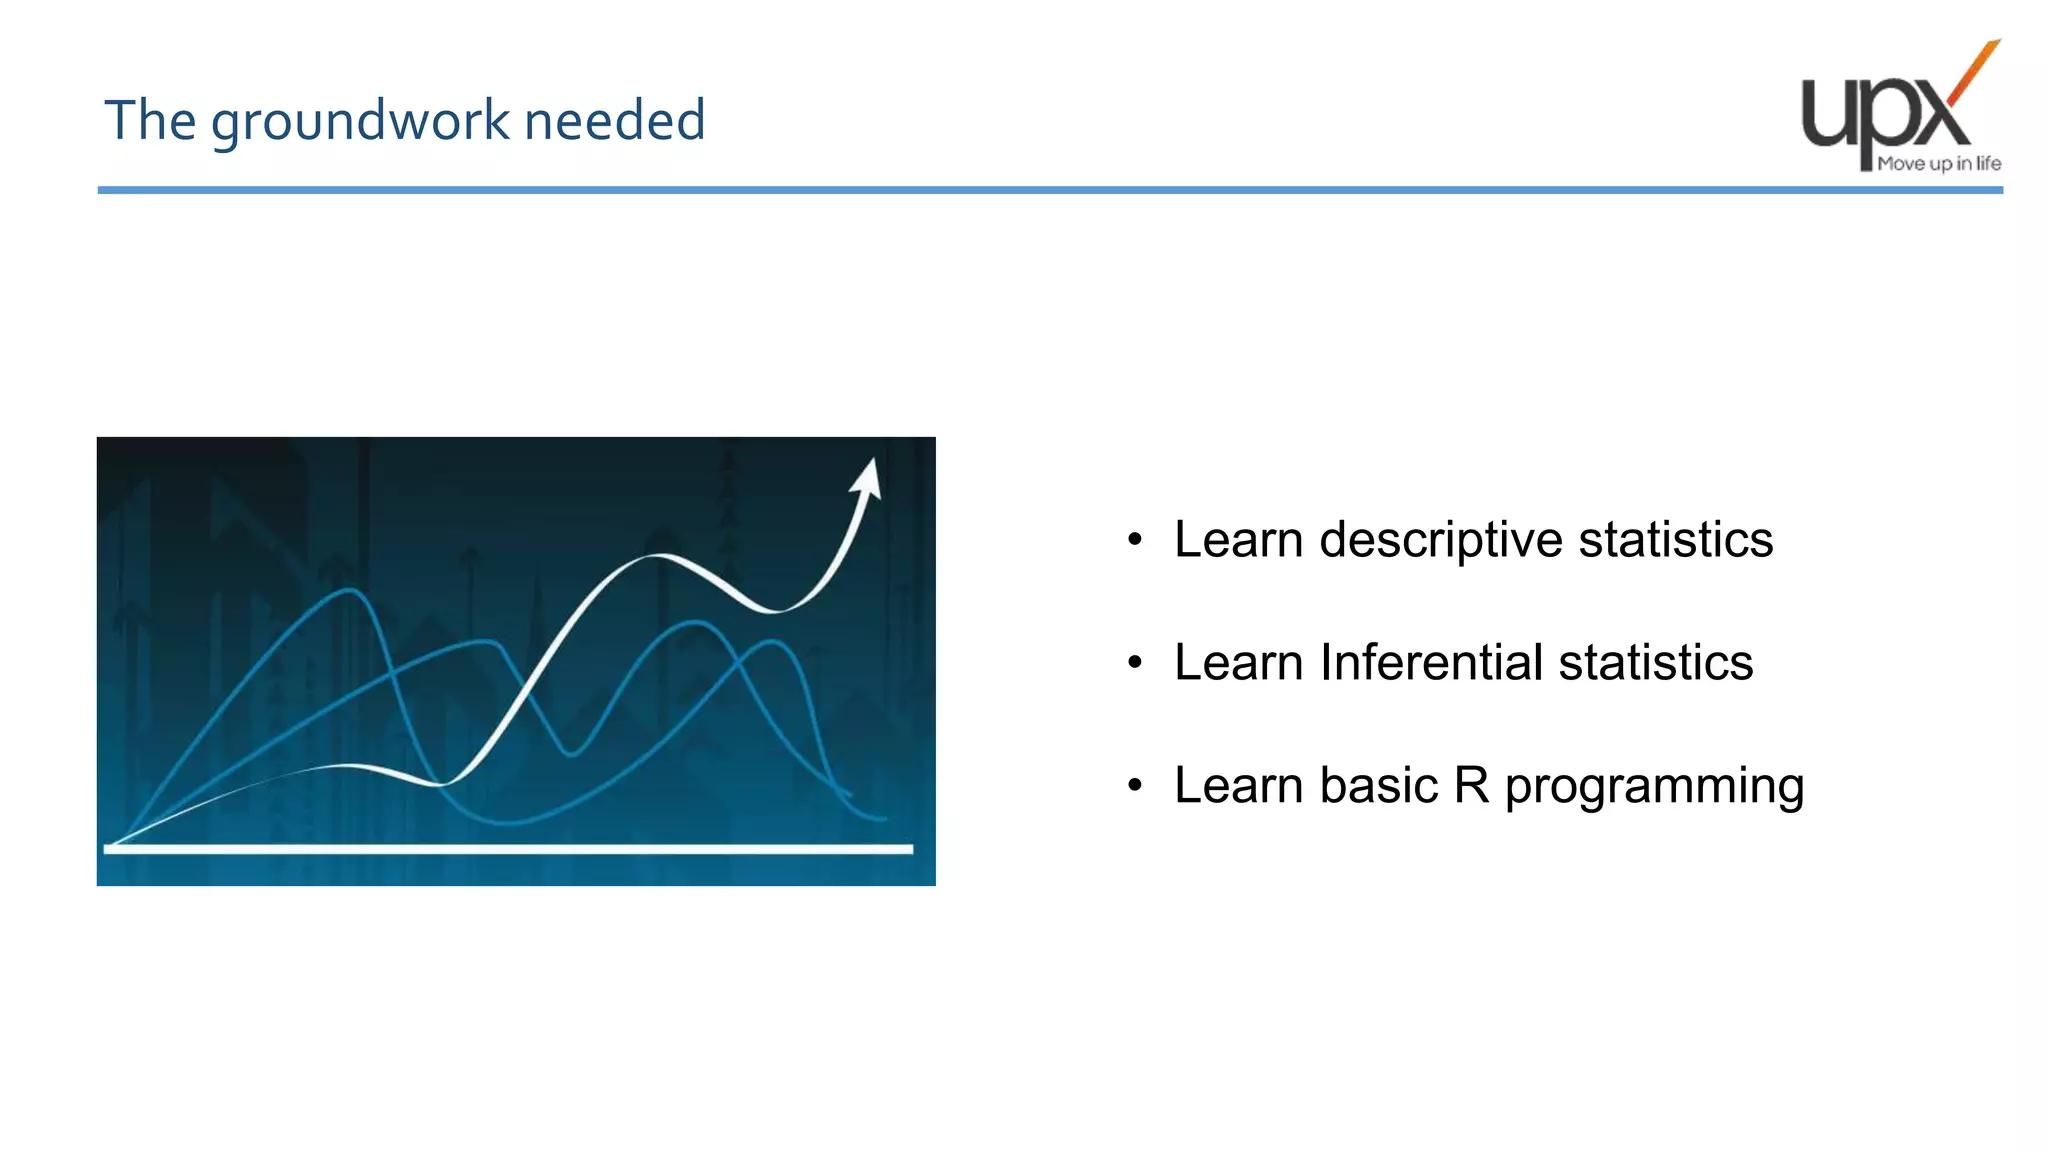 The groundwork needed
upx
Move up in life
• Learn descriptive statistics
• Learn Inferential statistics
• Learn basic R programming